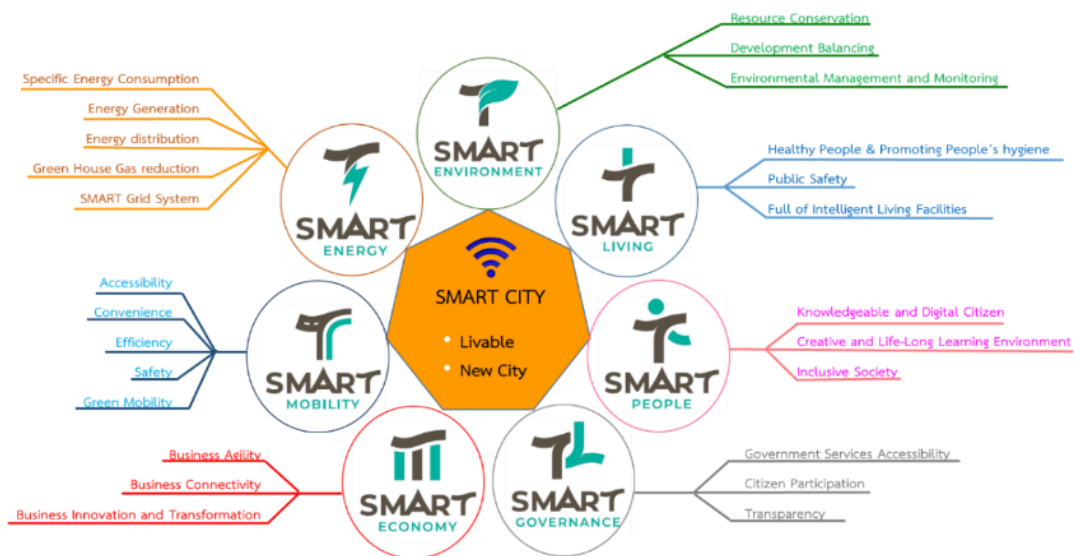 Resource Conservation
Development Balancing
Environmental Management and Monitoring
SMART
ENVIRONMENT
Specific Energy Consumption
Energy Generation
Energy distribution
Green House Gas reduction
SMART Grid System
SMART
ENERGY
Healthy People & Promoting People's hygiene
Public Safety
Full of Intelligent Living Facilities
SMART
LIVING
SMART CITY
• Livable
• New City
Accessibility
Convenience
Efficiency
Safety
Green Mobility
SMART
MOBILITY
Knowledgeable and Digital Citizen
Creative and Life-Long Learning Environment
Inclusive Society
SMART
PEOPLE
Business Agility
Business Connectivity
Business Innovation and Transformation
SMART
ECONOMY
SMART
GOVERNANCE
Government Services Accessibility
Citizen Participation
Transparency